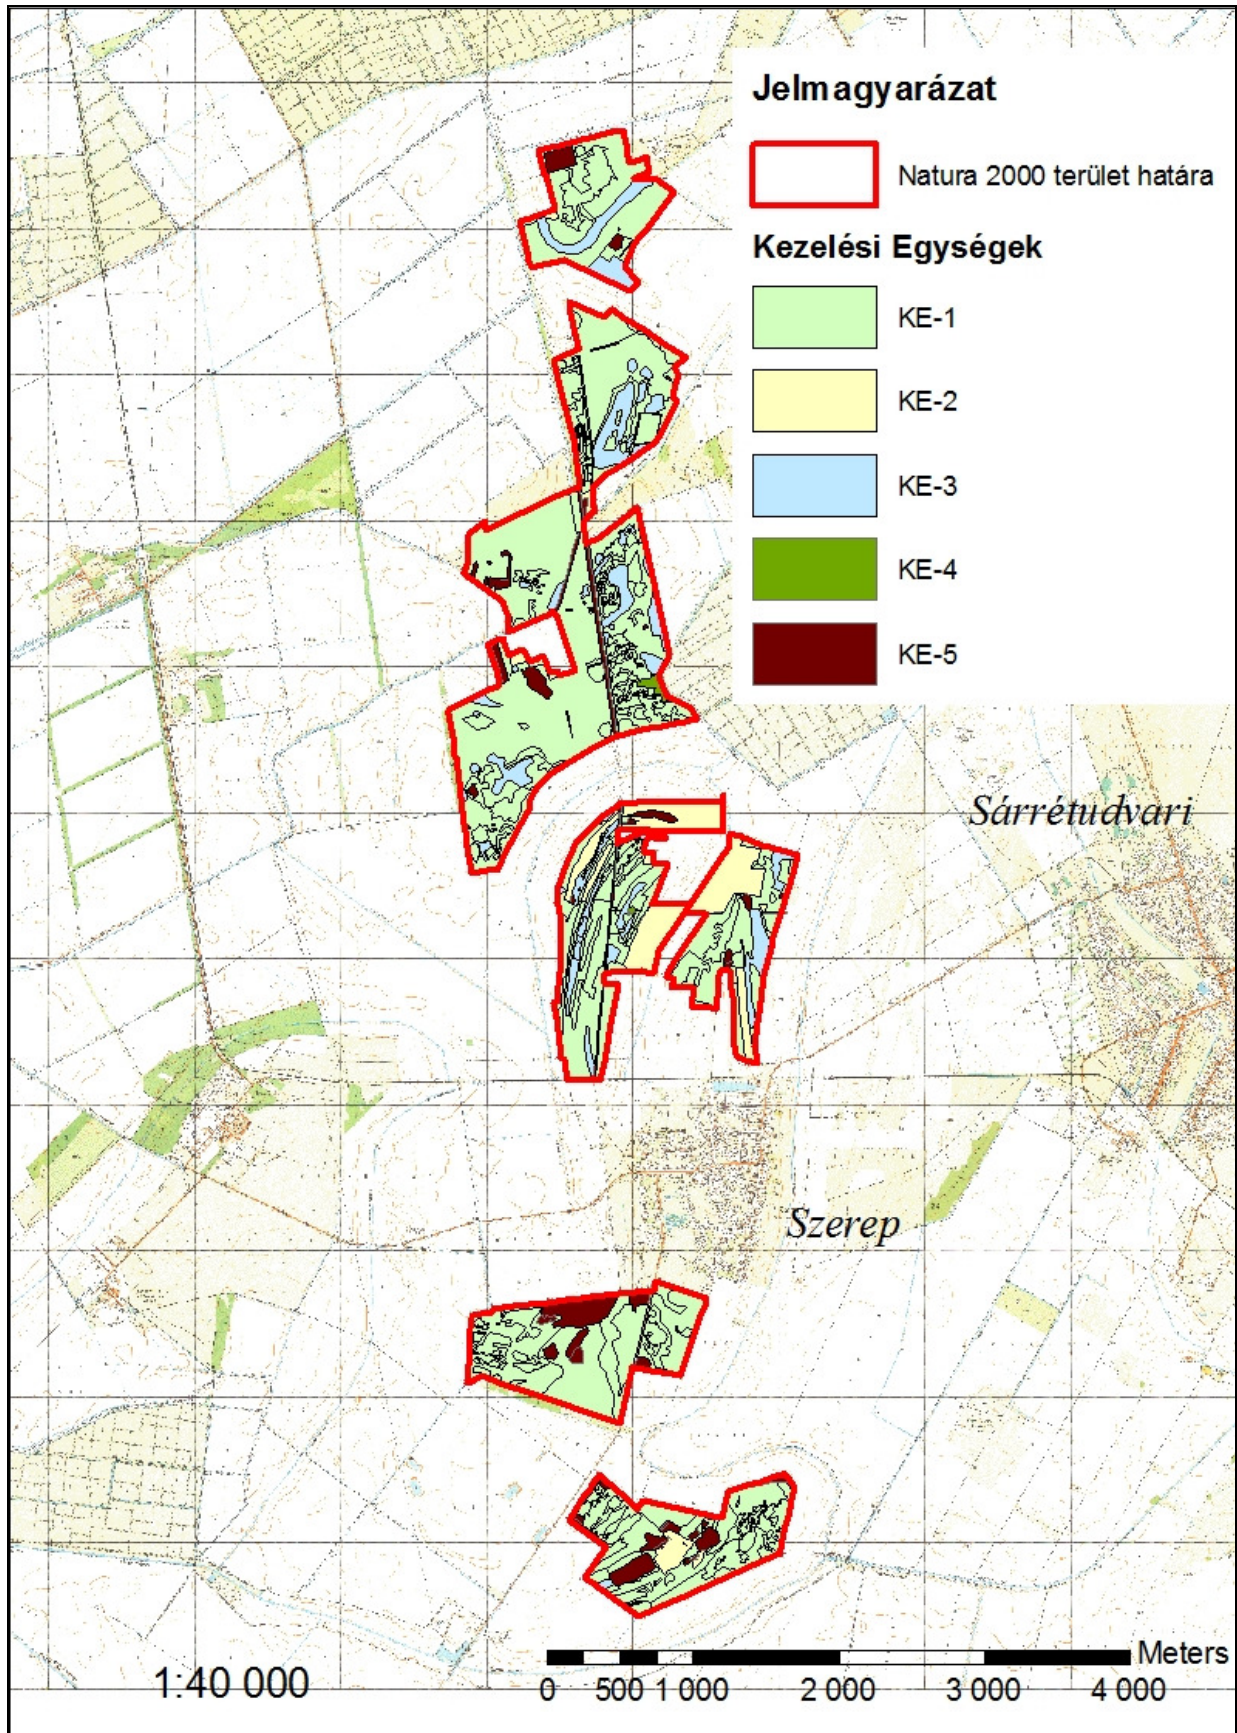 Jelmagyarázat
Natura 2000 terület határa
Kezelési Egységek
KE-1
KE-2
KE-3
KE-4
KE-5
Sárrétudvari
Szerep
1:40 000
Meters
0 500 1 000 2 000 3 000 4 000